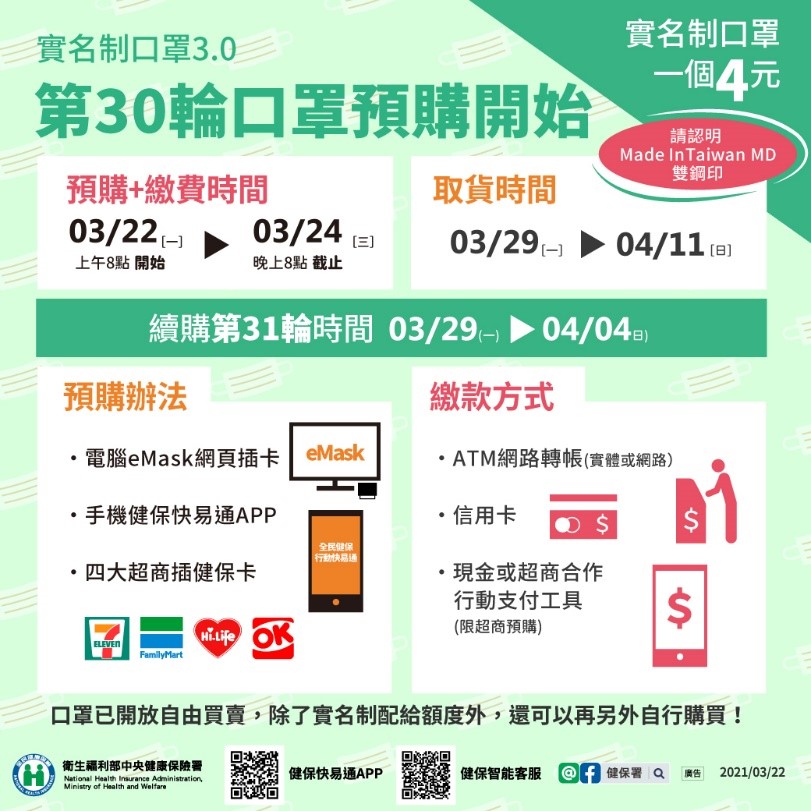 實名制口罩3.0
第30輪口罩預購開始
實名制口罩
一個4元
請認明
Made InTaiwan MD
雙鋼印
預購+繳費時間
03/22 [一] ▶ 03/24 [三]
上午8點 開始 晚上8點 截止
取貨時間
03/29 [一] ▶ 04/11 [日]
續購第31輪時間 03/29(一) ▶ 04/04(日)
預購辦法
・電腦eMask網頁插卡
eMask
・手機健保快易通APP
全民健保
行動快易通
・四大超商插健保卡
7
ELEVEN
FamilyMart
Hi-Life
OK
繳款方式
・ATM網路轉帳(實體或網路)
・信用卡
$
$
・現金或超商合作
行動支付工具
(限超商預購)
$
口罩已開放自由買賣，除了實名制配給額度外，還可以再另外自行購買！
衛生福利部中央健康保險署
National Health Insurance Administration,
Ministry of Health and Welfare
健保快易通APP
健保智能客服
健保署
廣告
2021/03/22